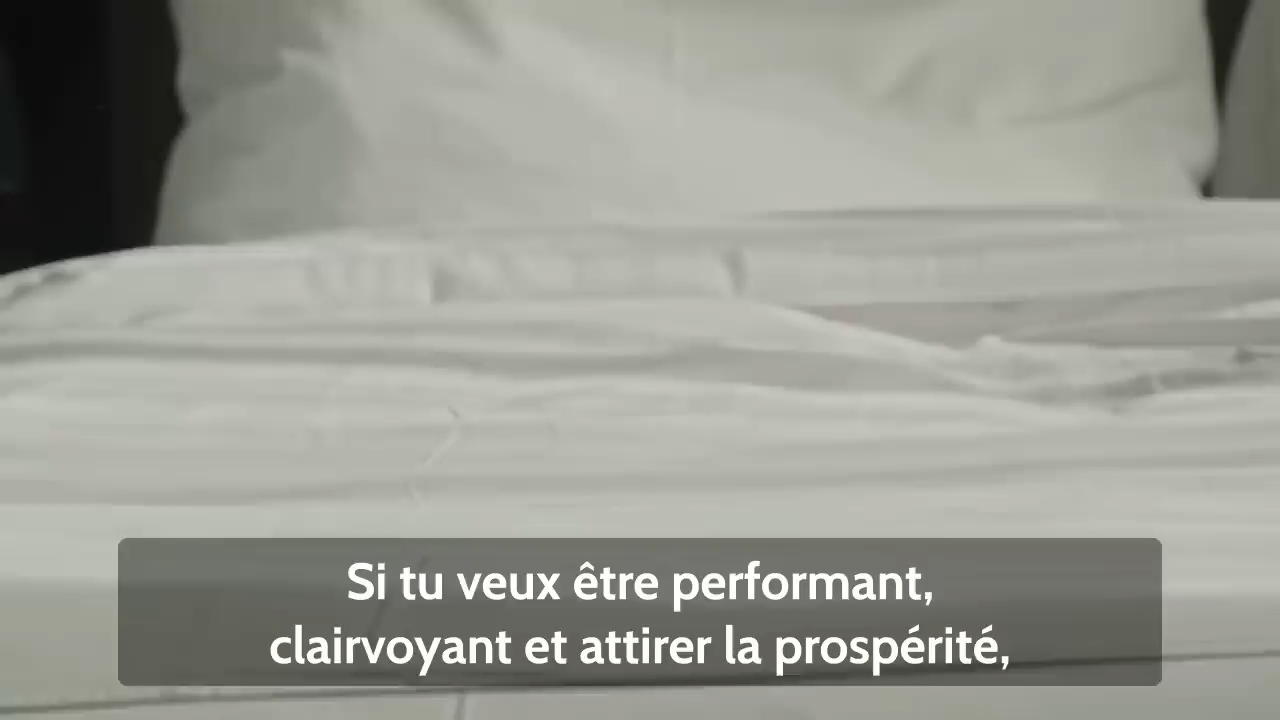 Si tu veux être performant,
clairvoyant et attirer la prospérité,